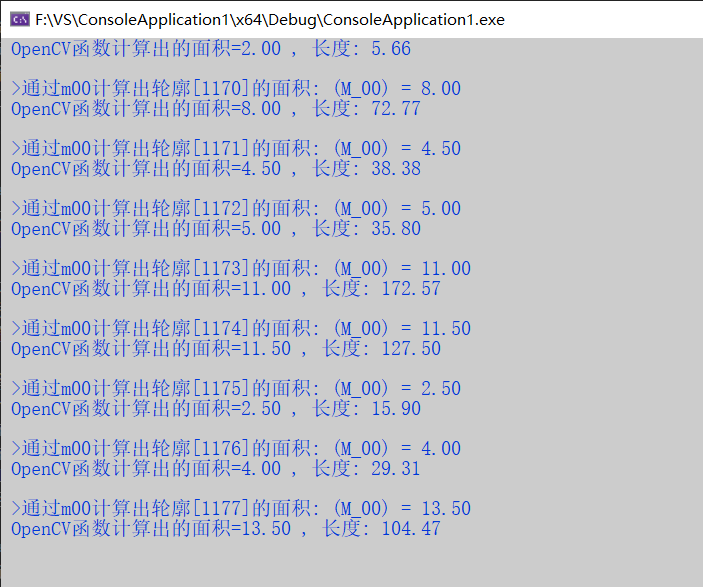 F:\VS\ConsoleApplication1\x64\Debug\ConsoleApplication1.exe
OpenCV函数计算出的面积=2.00 , 长度: 5.66
>通过m00计算出轮廓[1170]的面积: (M_00) = 8.00
OpenCV函数计算出的面积=8.00 , 长度: 72.77
>通过m00计算出轮廓[1171]的面积: (M_00) = 4.50
OpenCV函数计算出的面积=4.50 , 长度: 38.38
>通过m00计算出轮廓[1172]的面积: (M_00) = 5.00
OpenCV函数计算出的面积=5.00 , 长度: 35.80
>通过m00计算出轮廓[1173]的面积: (M_00) = 11.00
OpenCV函数计算出的面积=11.00 , 长度: 172.57
>通过m00计算出轮廓[1174]的面积: (M_00) = 11.50
OpenCV函数计算出的面积=11.50 , 长度: 127.50
>通过m00计算出轮廓[1175]的面积: (M_00) = 2.50
OpenCV函数计算出的面积=2.50 , 长度: 15.90
>通过m00计算出轮廓[1176]的面积: (M_00) = 4.00
OpenCV函数计算出的面积=4.00 , 长度: 29.31
>通过m00计算出轮廓[1177]的面积: (M_00) = 13.50
OpenCV函数计算出的面积=13.50 , 长度: 104.47